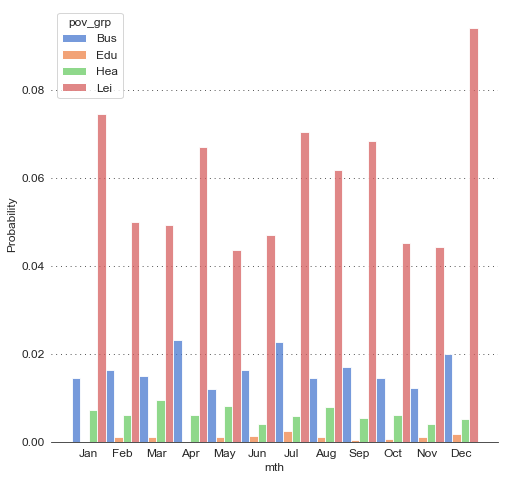 pov_grp
Bus
Edu
Hea
Lei
Probability
0.08
0.06
0.04
0.02
0.00
Jan Feb Mar Apr May Jun Jul Aug Sep Oct Nov Dec
mth